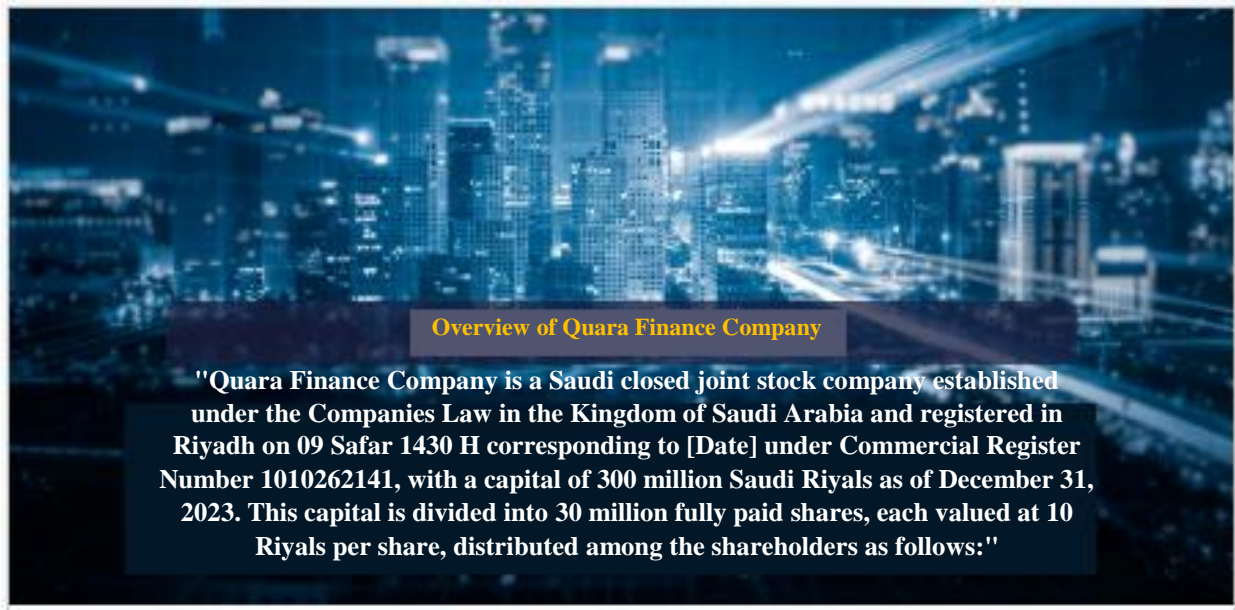 Overview of Quara Finance Company
"Quara Finance Company is a Saudi closed joint stock company established
under the Companies Law in the Kingdom of Saudi Arabia and registered in
Riyadh on 09 Safar 1430 H corresponding to [Date] under Commercial Register
Number 1010262141, with a capital of 300 million Saudi Riyals as of December 31,
2023. This capital is divided into 30 million fully paid shares, each valued at 10
Riyals per share, distributed among the shareholders as follows:"